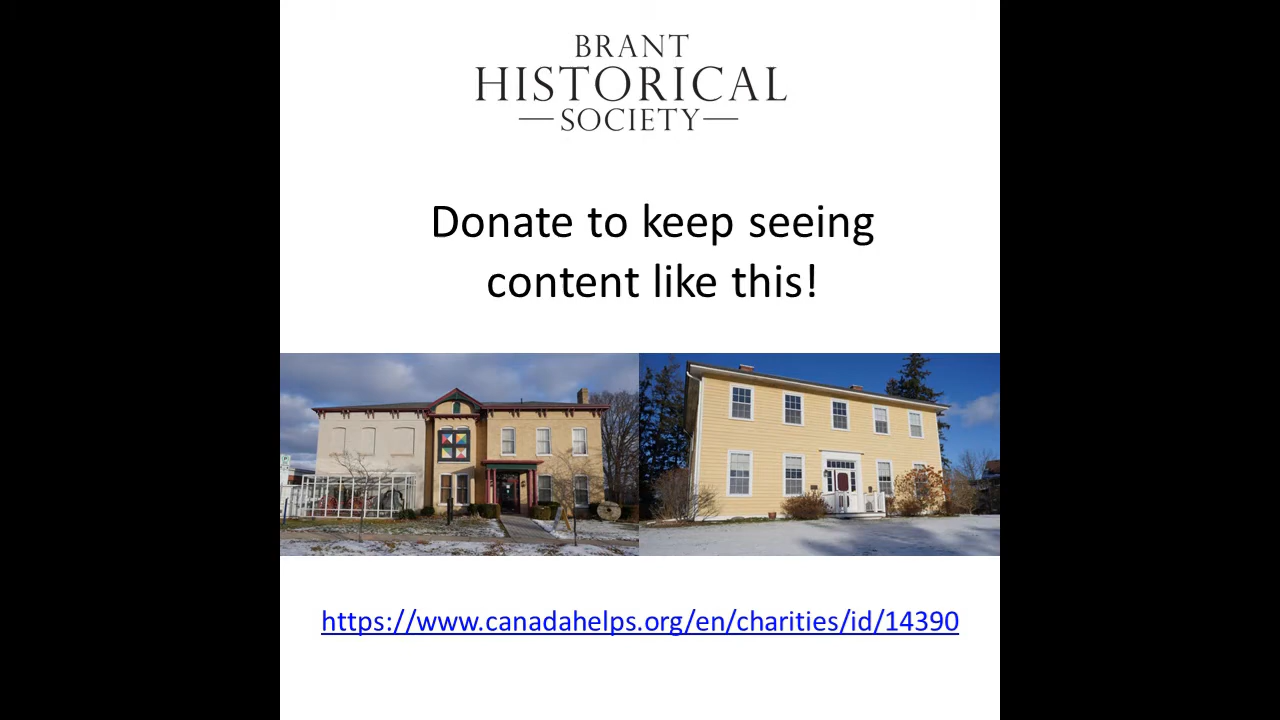 BRANT
HISTORICAL
SOCIETY
Donate to keep seeing
content like this!
https://www.canadahelps.org/en/charities/id/14390